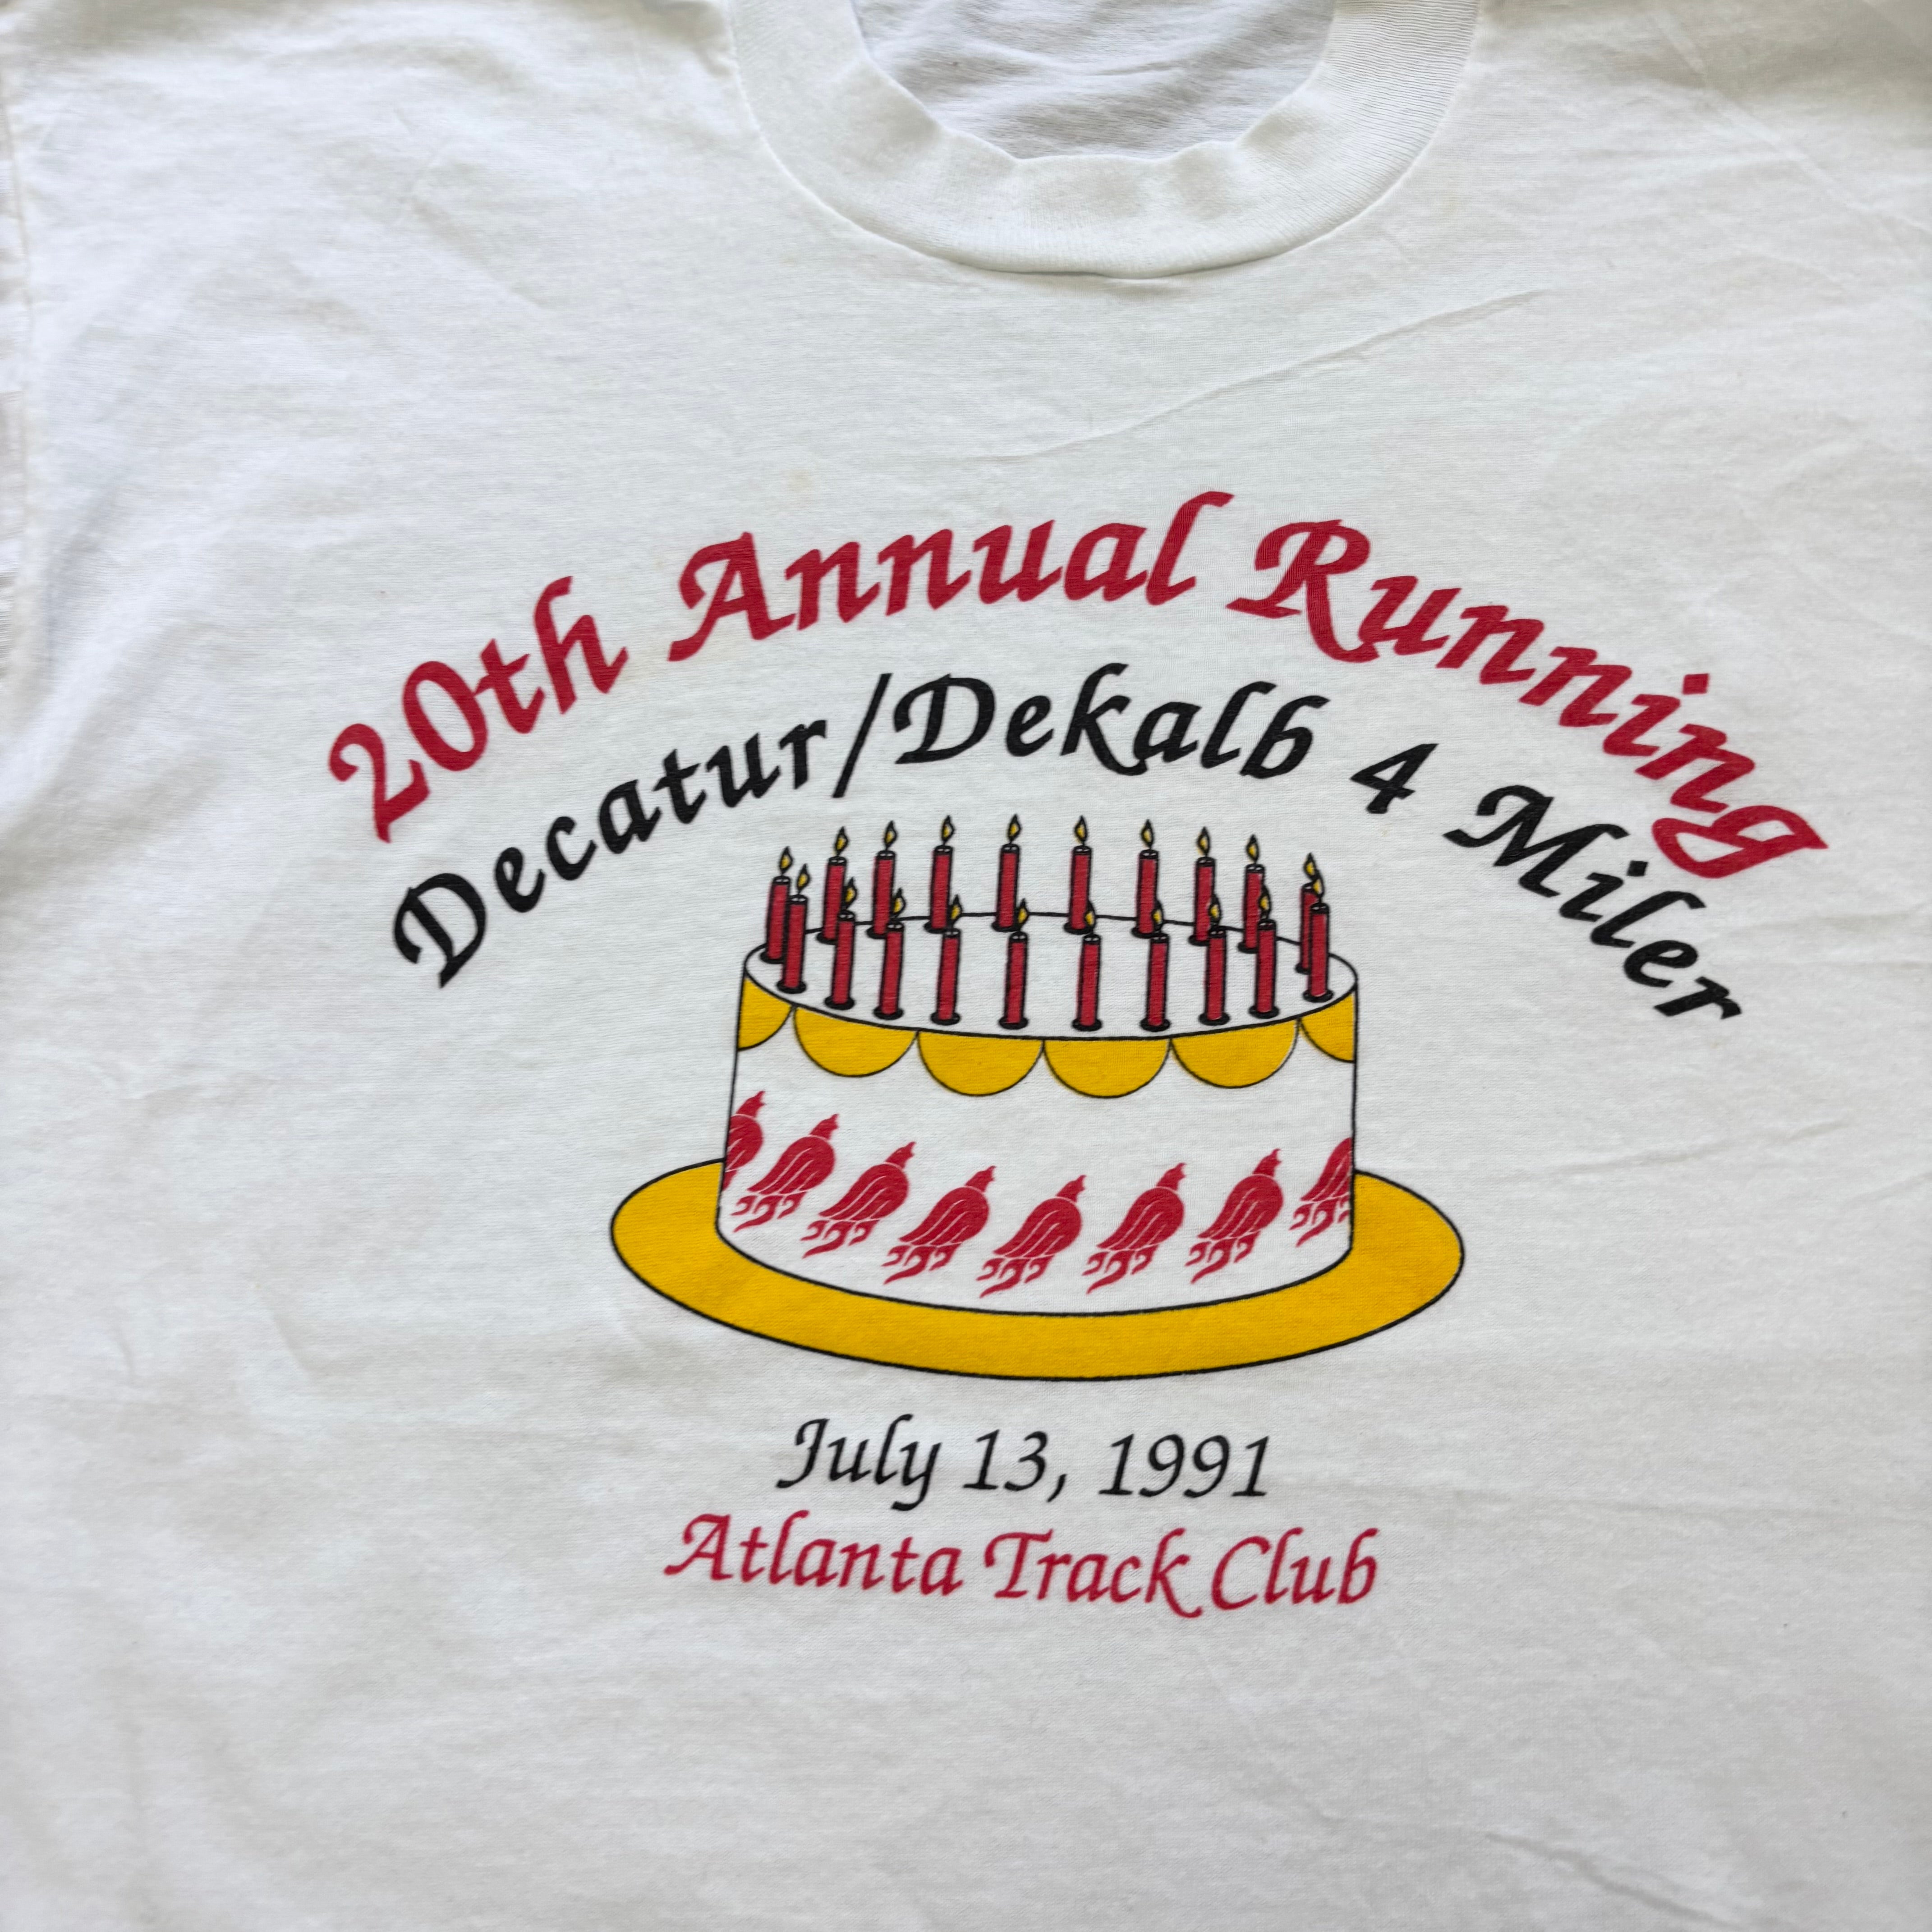 20th Annual Running
Decatur/Dekalb 4 Miler
July 13, 1991
Atlanta Track Club